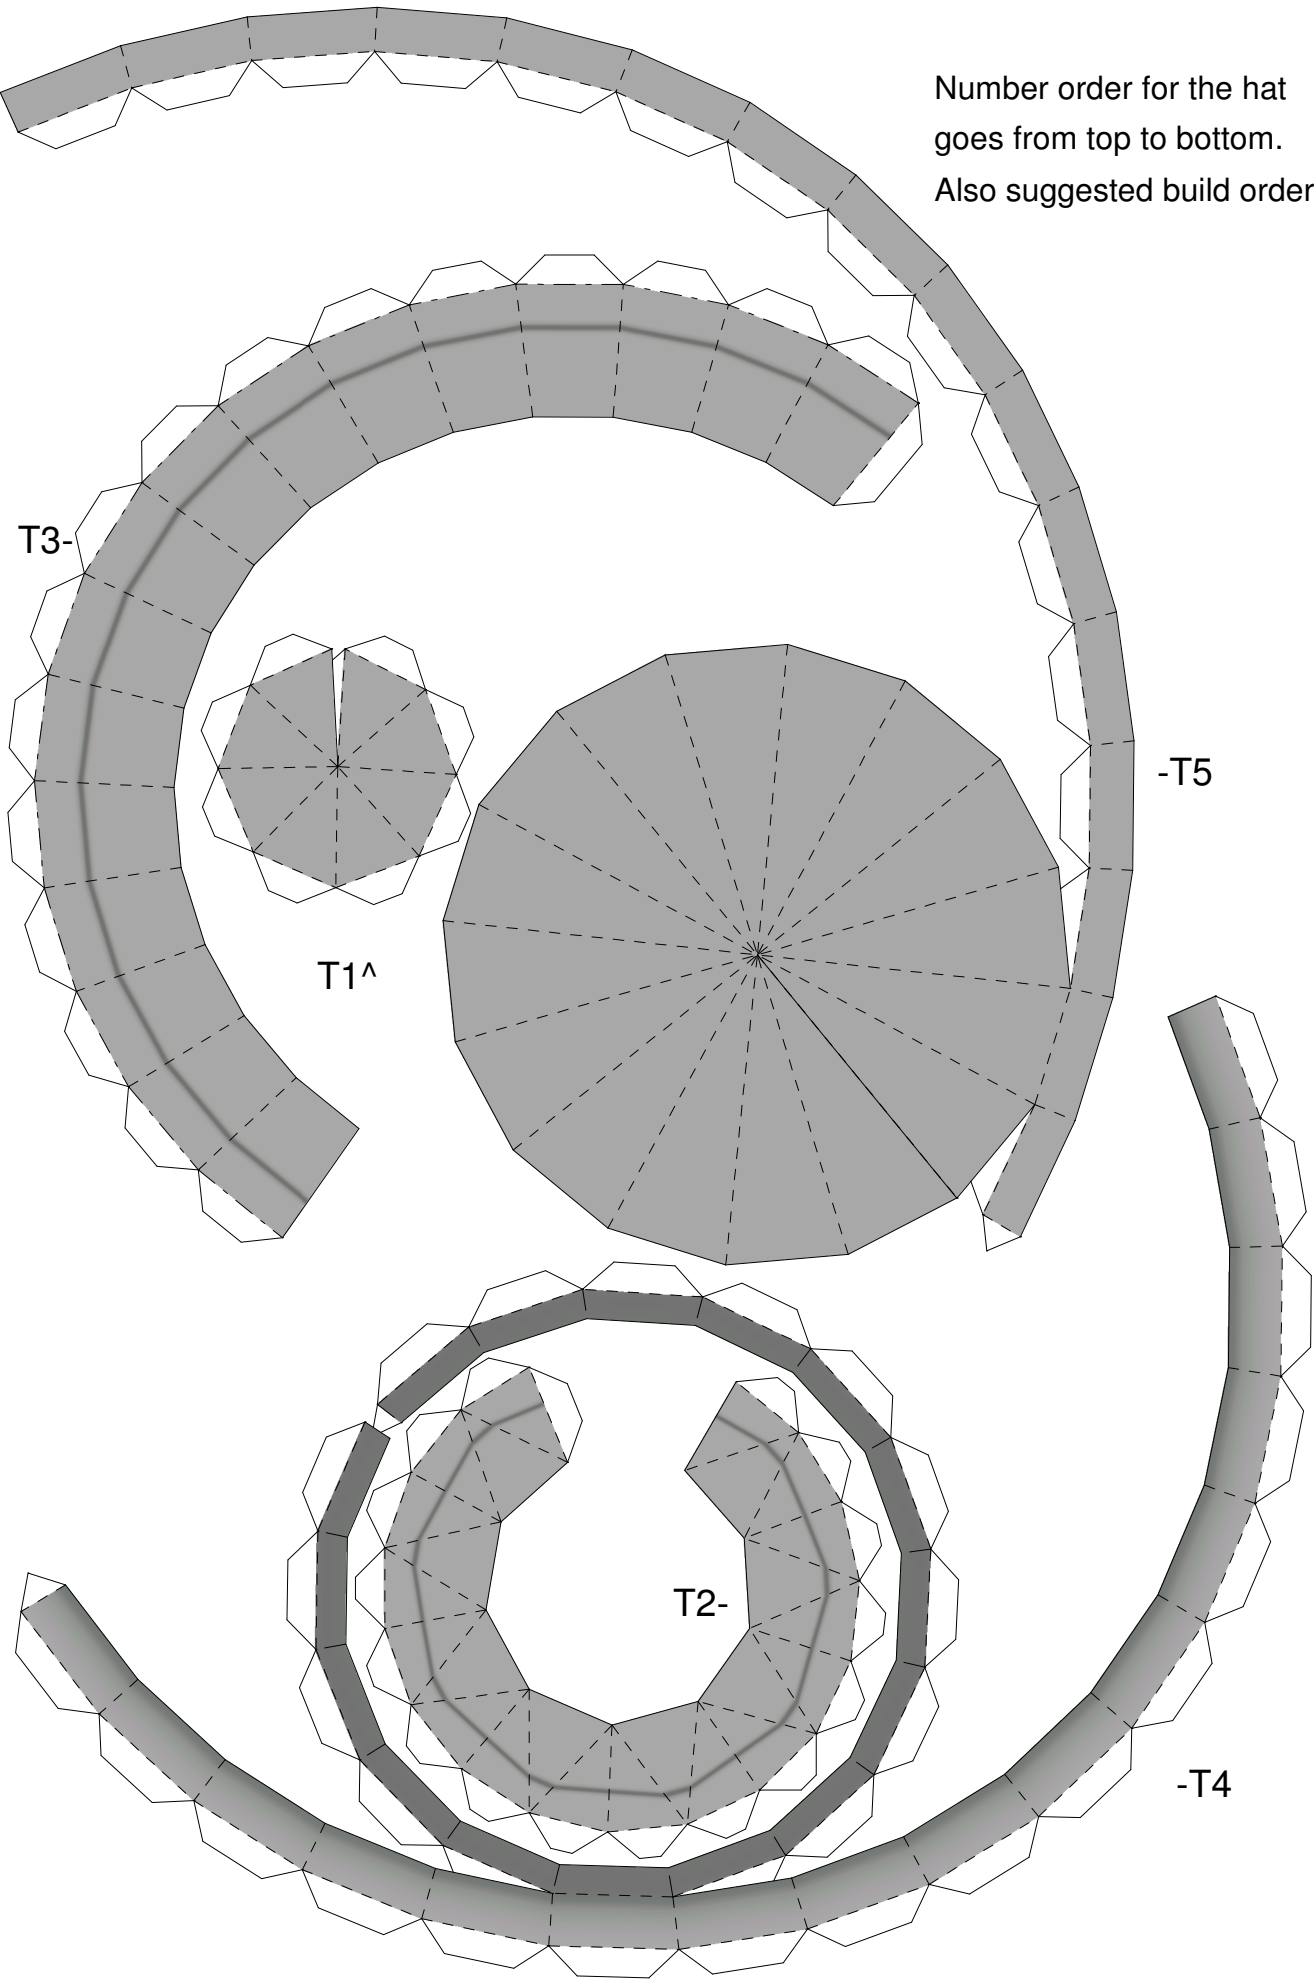 Number order for the hat
goes from top to bottom.
Also suggested build order
T3-
-T5
T1^
T2-
-T4